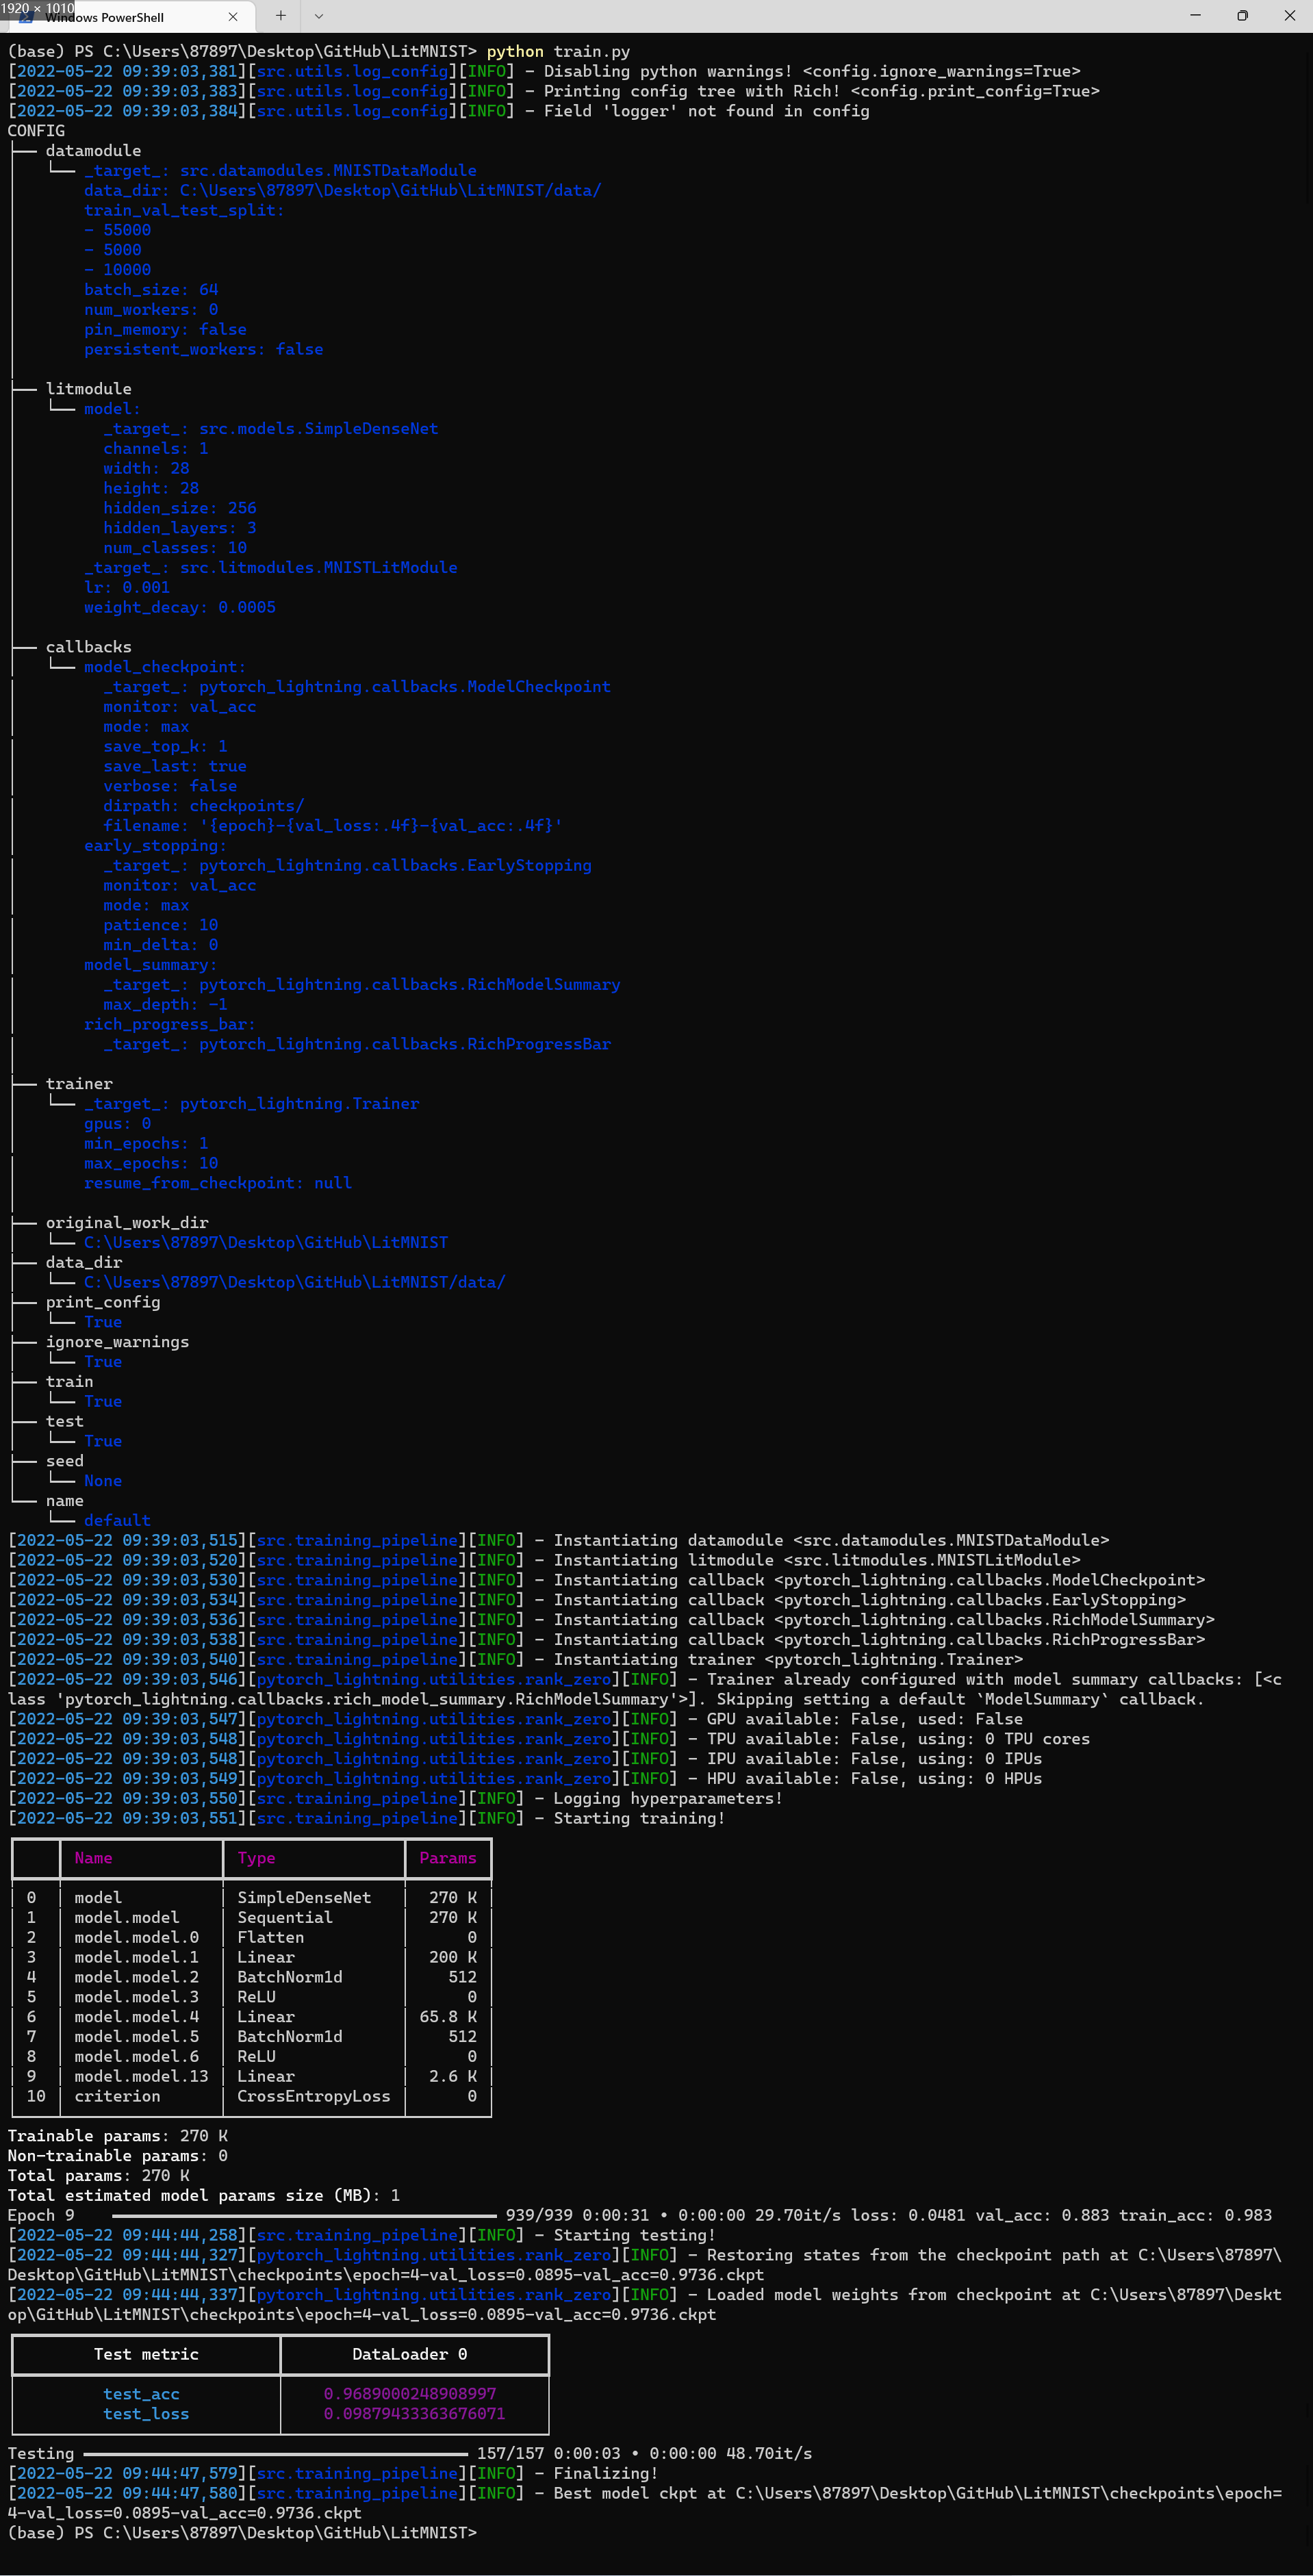 1920 × 1010
Windows PowerShell
(base) PS C:\Users\87897\Desktop\GitHub\LitMNIST> python train.py
[2022-05-22 09:39:03,381][src.utils.log_config][INFO] - Disabling python warnings! <config.ignore_warnings=True>
[2022-05-22 09:39:03,383][src.utils.log_config][INFO] - Printing config tree with Rich! <config.print_config=True>
[2022-05-22 09:39:03,384][src.utils.log_config][INFO] - Field 'logger' not found in config
CONFIG
├── datamodule
│   └── _target_: src.datamodules.MNISTDataModule
│       data_dir: C:\Users\87897\Desktop\GitHub\LitMNIST/data/
│       train_val_test_split:
│       - 55000
│       - 5000
│       - 10000
│       batch_size: 64
│       num_workers: 0
│       pin_memory: false
│       persistent_workers: false
│
├── litmodule
│   └── model:
│         _target_: src.models.SimpleDenseNet
│         channels: 1
│         width: 28
│         height: 28
│         hidden_size: 256
│         hidden_layers: 3
│         num_classes: 10
│       _target_: src.litmodules.MNISTLitModule
│       lr: 0.001
│       weight_decay: 0.0005
│
├── callbacks
│   └── model_checkpoint:
│         _target_: pytorch_lightning.callbacks.ModelCheckpoint
│         monitor: val_acc
│         mode: max
│         save_top_k: 1
│         save_last: true
│         verbose: false
│         dirpath: checkpoints/
│         filename: '{epoch}-{val_loss:.4f}-{val_acc:.4f}'
│       early_stopping:
│         _target_: pytorch_lightning.callbacks.EarlyStopping
│         monitor: val_acc
│         mode: max
│         patience: 10
│         min_delta: 0
│       model_summary:
│         _target_: pytorch_lightning.callbacks.RichModelSummary
│         max_depth: -1
│       rich_progress_bar:
│         _target_: pytorch_lightning.callbacks.RichProgressBar
│
├── trainer
│   └── _target_: pytorch_lightning.Trainer
│       gpus: 0
│       min_epochs: 1
│       max_epochs: 10
│       resume_from_checkpoint: null
│
├── original_work_dir
│   └── C:\Users\87897\Desktop\GitHub\LitMNIST
├── data_dir
│   └── C:\Users\87897\Desktop\GitHub\LitMNIST/data/
├── print_config
│   └── True
├── ignore_warnings
│   └── True
├── train
│   └── True
├── test
│   └── True
├── seed
│   └── None
└── name
    └── default
[2022-05-22 09:39:03,515][src.training_pipeline][INFO] - Instantiating datamodule <src.datamodules.MNISTDataModule>
[2022-05-22 09:39:03,520][src.training_pipeline][INFO] - Instantiating litmodule <src.litmodules.MNISTLitModule>
[2022-05-22 09:39:03,530][src.training_pipeline][INFO] - Instantiating callback <pytorch_lightning.callbacks.ModelCheckpoint>
[2022-05-22 09:39:03,534][src.training_pipeline][INFO] - Instantiating callback <pytorch_lightning.callbacks.EarlyStopping>
[2022-05-22 09:39:03,536][src.training_pipeline][INFO] - Instantiating callback <pytorch_lightning.callbacks.RichModelSummary>
[2022-05-22 09:39:03,538][src.training_pipeline][INFO] - Instantiating callback <pytorch_lightning.callbacks.RichProgressBar>
[2022-05-22 09:39:03,540][src.training_pipeline][INFO] - Instantiating trainer <pytorch_lightning.Trainer>
[2022-05-22 09:39:03,546][pytorch_lightning.utilities.rank_zero][INFO] - Trainer already configured with model summary callbacks: [<c
lass 'pytorch_lightning.callbacks.rich_model_summary.RichModelSummary'>]. Skipping setting a default `ModelSummary` callback.
[2022-05-22 09:39:03,547][pytorch_lightning.utilities.rank_zero][INFO] - GPU available: False, used: False
[2022-05-22 09:39:03,548][pytorch_lightning.utilities.rank_zero][INFO] - TPU available: False, using: 0 TPU cores
[2022-05-22 09:39:03,548][pytorch_lightning.utilities.rank_zero][INFO] - IPU available: False, using: 0 IPUs
[2022-05-22 09:39:03,549][pytorch_lightning.utilities.rank_zero][INFO] - HPU available: False, using: 0 HPUs
[2022-05-22 09:39:03,550][src.training_pipeline][INFO] - Logging hyperparameters!
[2022-05-22 09:39:03,551][src.training_pipeline][INFO] - Starting training!
Name Type Params
0 model SimpleDenseNet 270 K
1 model.model Sequential 270 K
2 model.model.0 Flatten 0
3 model.model.1 Linear 200 K
4 model.model.2 BatchNorm1d 512
5 model.model.3 ReLU 0
6 model.model.4 Linear 65.8 K
7 model.model.5 BatchNorm1d 512
8 model.model.6 ReLU 0
9 model.model.13 Linear 2.6 K
10 criterion CrossEntropyLoss 0
Trainable params: 270 K
Non-trainable params: 0
Total params: 270 K
Total estimated model params size (MB): 1
Epoch 9 939/939 0:00:31 • 0:00:00 29.70it/s loss: 0.0481 val_acc: 0.883 train_acc: 0.983
[2022-05-22 09:44:44,258][src.training_pipeline][INFO] - Starting testing!
[2022-05-22 09:44:44,327][pytorch_lightning.utilities.rank_zero][INFO] - Restoring states from the checkpoint path at C:\Users\87897\
Desktop\GitHub\LitMNIST\checkpoints\epoch=4-val_loss=0.0895-val_acc=0.9736.ckpt
[2022-05-22 09:44:44,337][pytorch_lightning.utilities.rank_zero][INFO] - Loaded model weights from checkpoint at C:\Users\87897\Deskt
op\GitHub\LitMNIST\checkpoints\epoch=4-val_loss=0.0895-val_acc=0.9736.ckpt
Test metric DataLoader 0
test_acc 0.9689000248908997
test_loss 0.09879433363676071
Testing 157/157 0:00:03 • 0:00:00 48.70it/s
[2022-05-22 09:44:47,579][src.training_pipeline][INFO] - Finalizing!
[2022-05-22 09:44:47,580][src.training_pipeline][INFO] - Best model ckpt at C:\Users\87897\Desktop\GitHub\LitMNIST\checkpoints\epoch=
4-val_loss=0.0895-val_acc=0.9736.ckpt
(base) PS C:\Users\87897\Desktop\GitHub\LitMNIST>